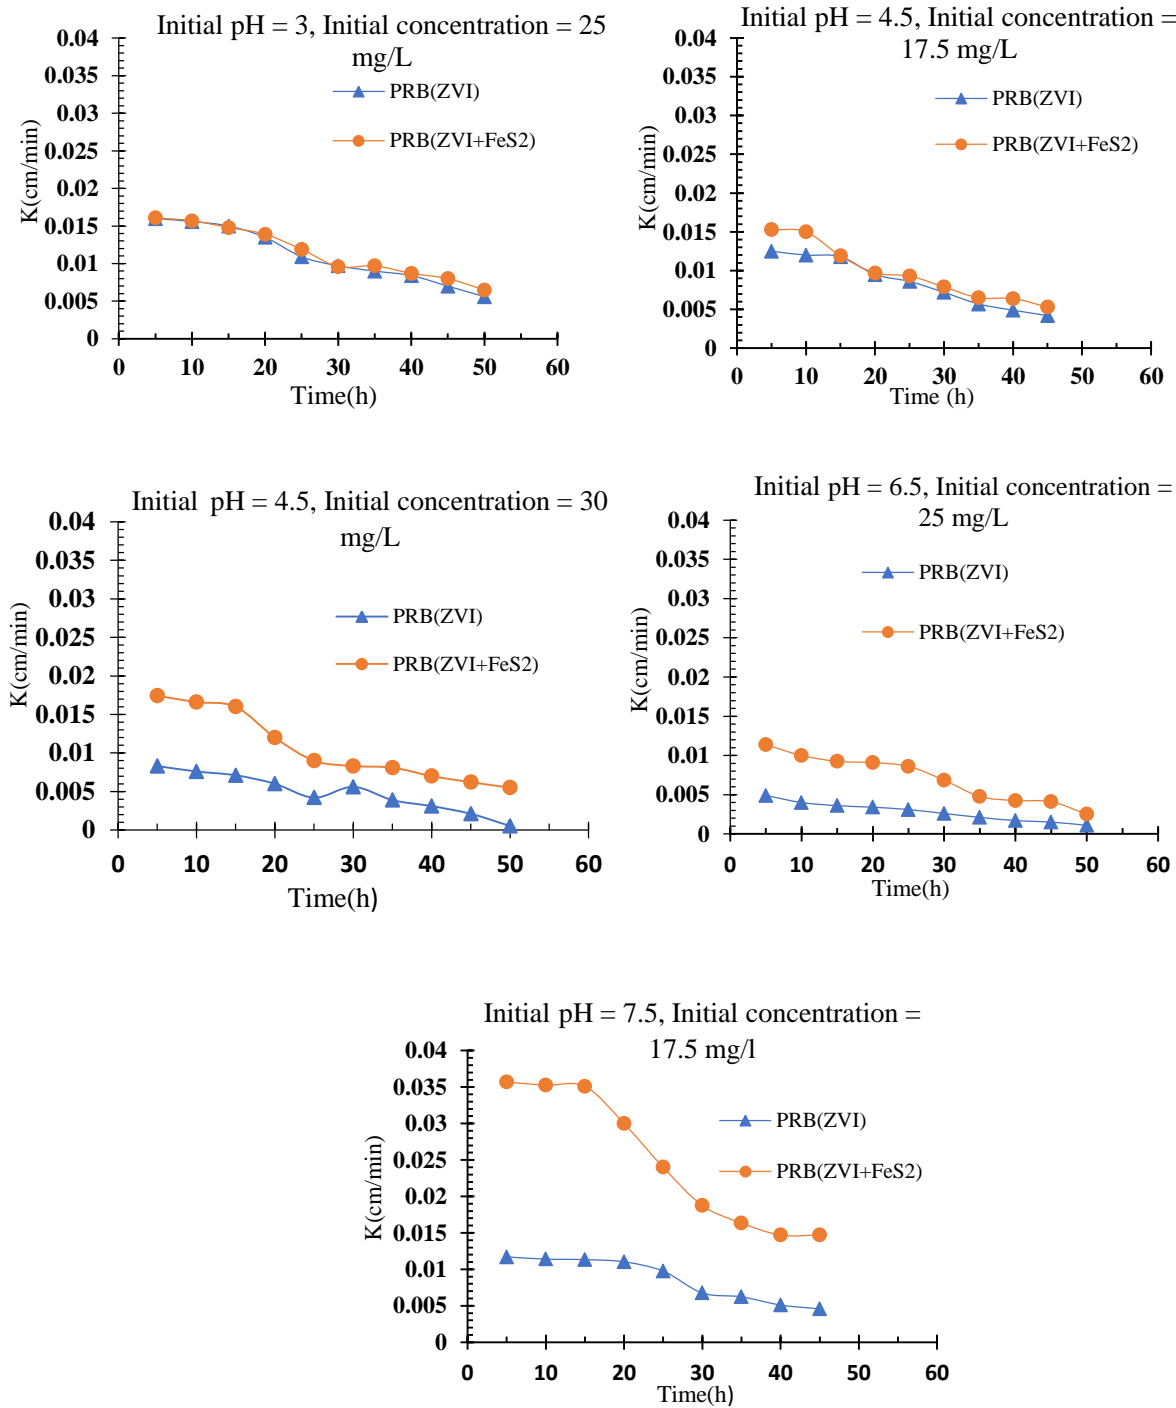 Initial pH = 3, Initial concentration = 25
mg/L
PRB(ZVI)
PRB(ZVI+FeS2)
K(cm/min)
0.04
0.035
0.03
0.025
0.02
0.015
0.01
0.005
0
0 10 20 30 40 50 60
Time(h)
Initial pH = 4.5, Initial concentration =
17.5 mg/L
PRB(ZVI)
PRB(ZVI+FeS2)
K(cm/min)
0.04
0.035
0.03
0.025
0.02
0.015
0.01
0.005
0
0 10 20 30 40 50 60
Time (h)
Initial pH = 4.5, Initial concentration = 30
mg/L
PRB(ZVI)
PRB(ZVI+FeS2)
K(cm/min)
0.04
0.035
0.03
0.025
0.02
0.015
0.01
0.005
0
0 10 20 30 40 50 60
Time(h)
Initial pH = 6.5, Initial concentration =
25 mg/L
PRB(ZVI)
PRB(ZVI+FeS2)
K(cm/min)
0.04
0.035
0.03
0.025
0.02
0.015
0.01
0.005
0
0 10 20 30 40 50 60
Time(h)
Initial pH = 7.5, Initial concentration =
17.5 mg/l
PRB(ZVI)
PRB(ZVI+FeS2)
K(cm/min)
0.04
0.035
0.03
0.025
0.02
0.015
0.01
0.005
0
0 10 20 30 40 50 60
Time(h)